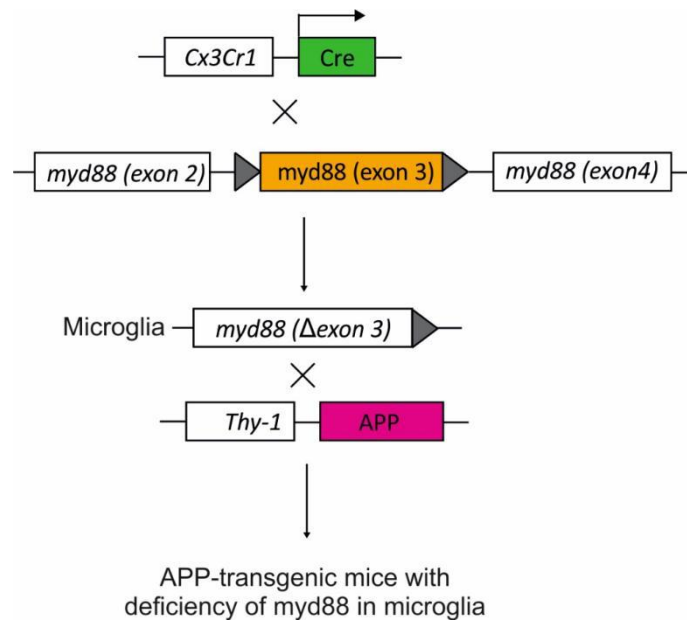 Cx3Cr1 Cre
myd88 (exon 2) myd88 (exon 3) myd88 (exon4)
Microglia myd88 (Δexon 3)
Thy-1 APP
APP-transgenic mice with
deficiency of myd88 in microglia